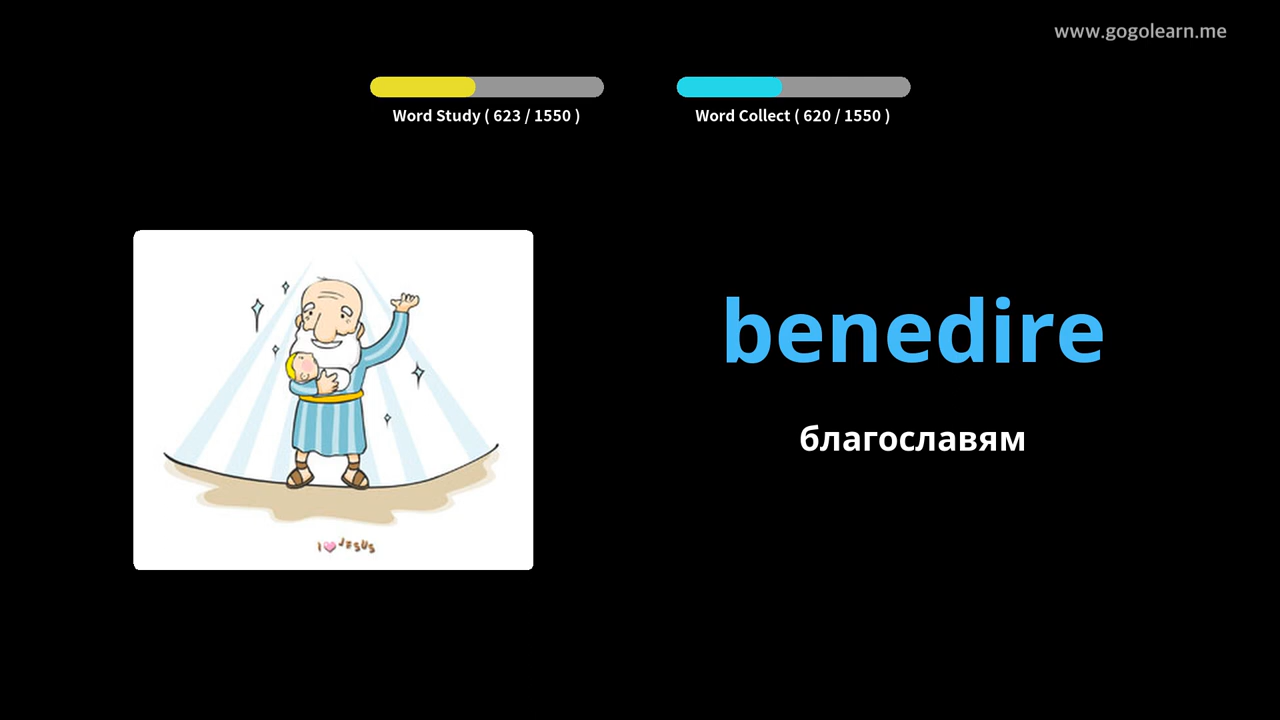 www.gogolearn.me
Word Study ( 623 / 1550 )
Word Collect ( 620 / 1550 )
benedire
благославям
I JESUS